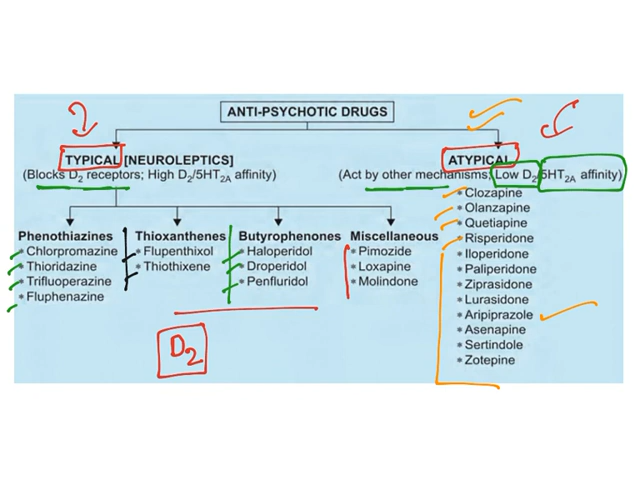 ANTI-PSYCHOTIC DRUGS
TYPICAL [NEUROLEPTICS]
(Blocks D2 receptors; High D2/5HT2A affinity)
ATYPICAL
(Act by other mechanisms; Low D2/5HT2A affinity)
Phenothiazines
• Chlorpromazine
• Thioridazine
• Trifluoperazine
• Fluphenazine
Thioxanthenes
• Flupenthixol
• Thiothixene
Butyrophenones
• Haloperidol
• Droperidol
• Penfluridol
Miscellaneous
• Pimozide
• Loxapine
• Molindone
• Clozapine
• Olanzapine
• Quetiapine
• Risperidone
• Iloperidone
• Paliperidone
• Ziprasidone
• Lurasidone
• Aripiprazole
• Asenapine
• Sertindole
• Zotepine
D2